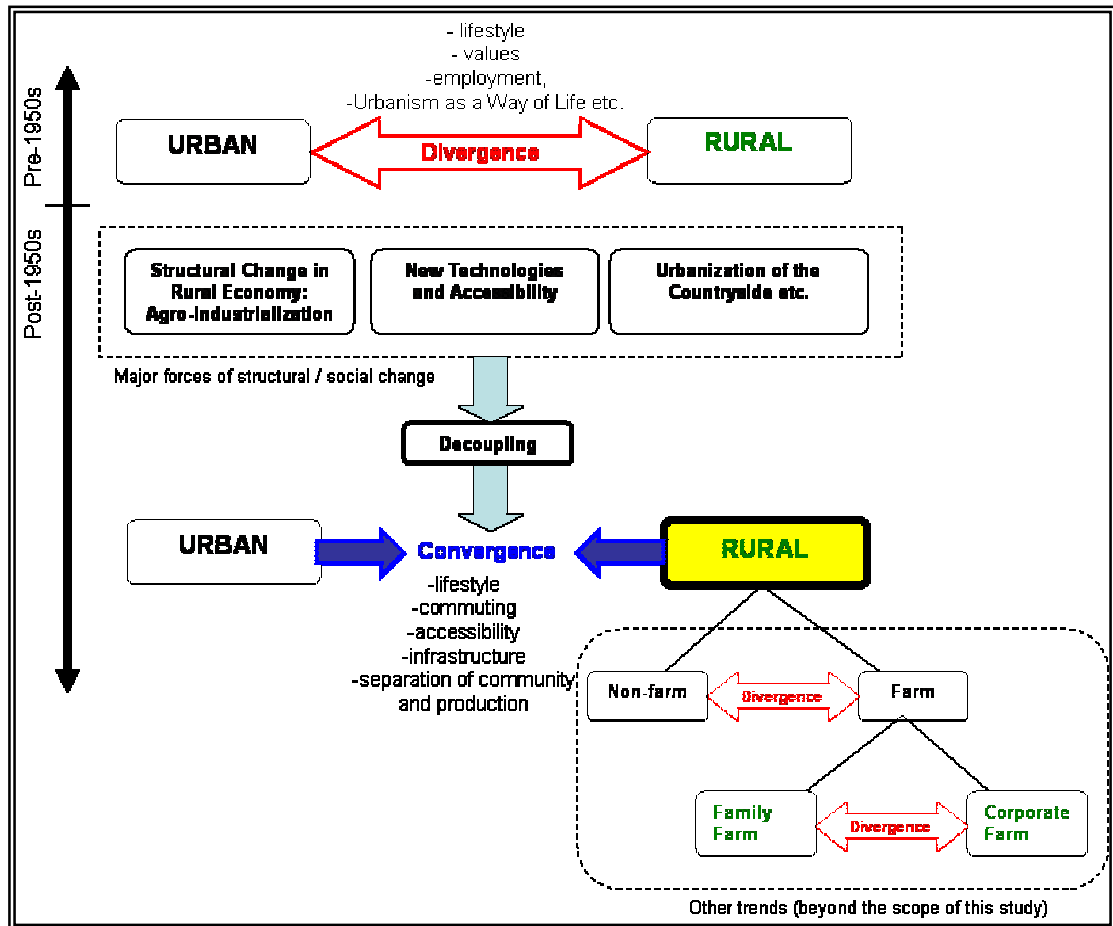 - lifestyle
- values
-employment,
-Urbanism as a Way of Life etc.
Pre-1950s
URBAN
Divergence
RURAL
Post-1950s
Structural Change in
Rural Economy:
Agro-industrialization
New Technologies
and Accessibility
Urbanization of the
Countryside etc.
Major forces of structural / social change
Decoupling
URBAN
Convergence
RURAL
-lifestyle
-commuting
-accessibility
-infrastructure
-separation of community
and production
Non-farm
Divergence
Farm
Family
Farm
Divergence
Corporate
Farm
Other trends (beyond the scope of this study)